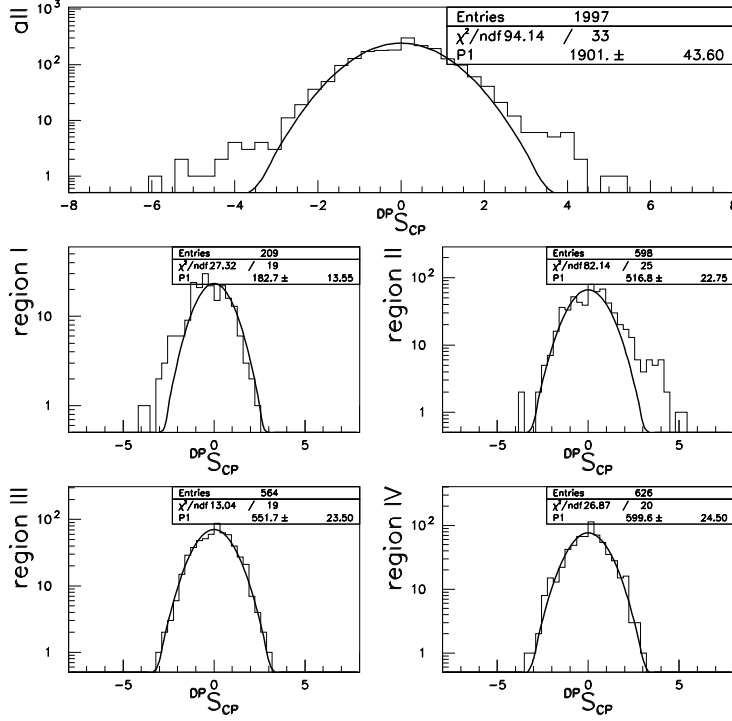 all
10³
10²
10
1
Entries 1997
χ²/ndf 94.14 / 33
P1 1901. ± 43.60
-8 -6 -4 -2 0 2 4 6 8
DP S CP
region I
10
1
Entries 209
χ²/ndf 27.32 / 19
P1 182.7 ± 13.55
-5 0 5
DP S CP
region II
10²
10
1
Entries 598
χ²/ndf 82.14 / 25
P1 516.8 ± 22.75
-5 0 5
DP S CP
region III
10²
10
1
Entries 564
χ²/ndf 13.04 / 19
P1 551.7 ± 23.50
-5 0 5
DP S CP
region IV
10²
10
1
Entries 626
χ²/ndf 26.87 / 20
P1 599.6 ± 24.50
-5 0 5
DP S CP